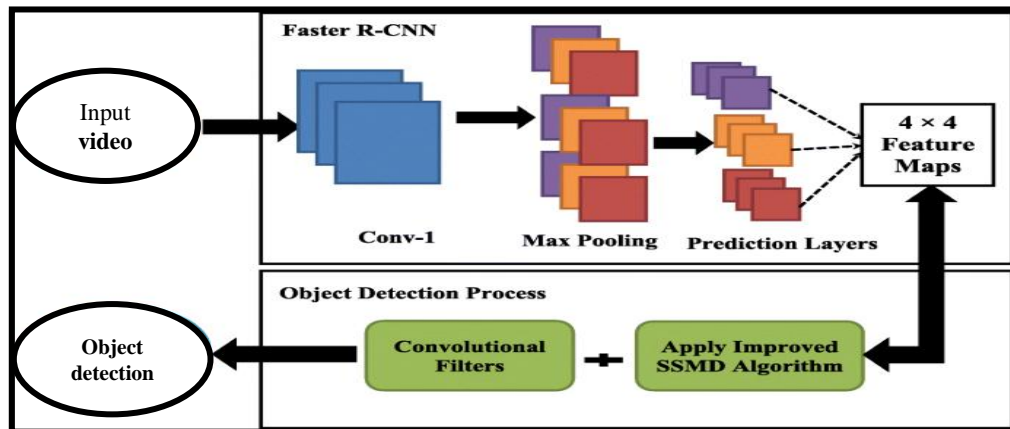 Faster R-CNN
Input
video
4 × 4
Feature
Maps
Conv-1
Max Pooling
Prediction Layers
Object Detection Process
Object
detection
Convolutional
Filters
+
Apply Improved
SSMD Algorithm